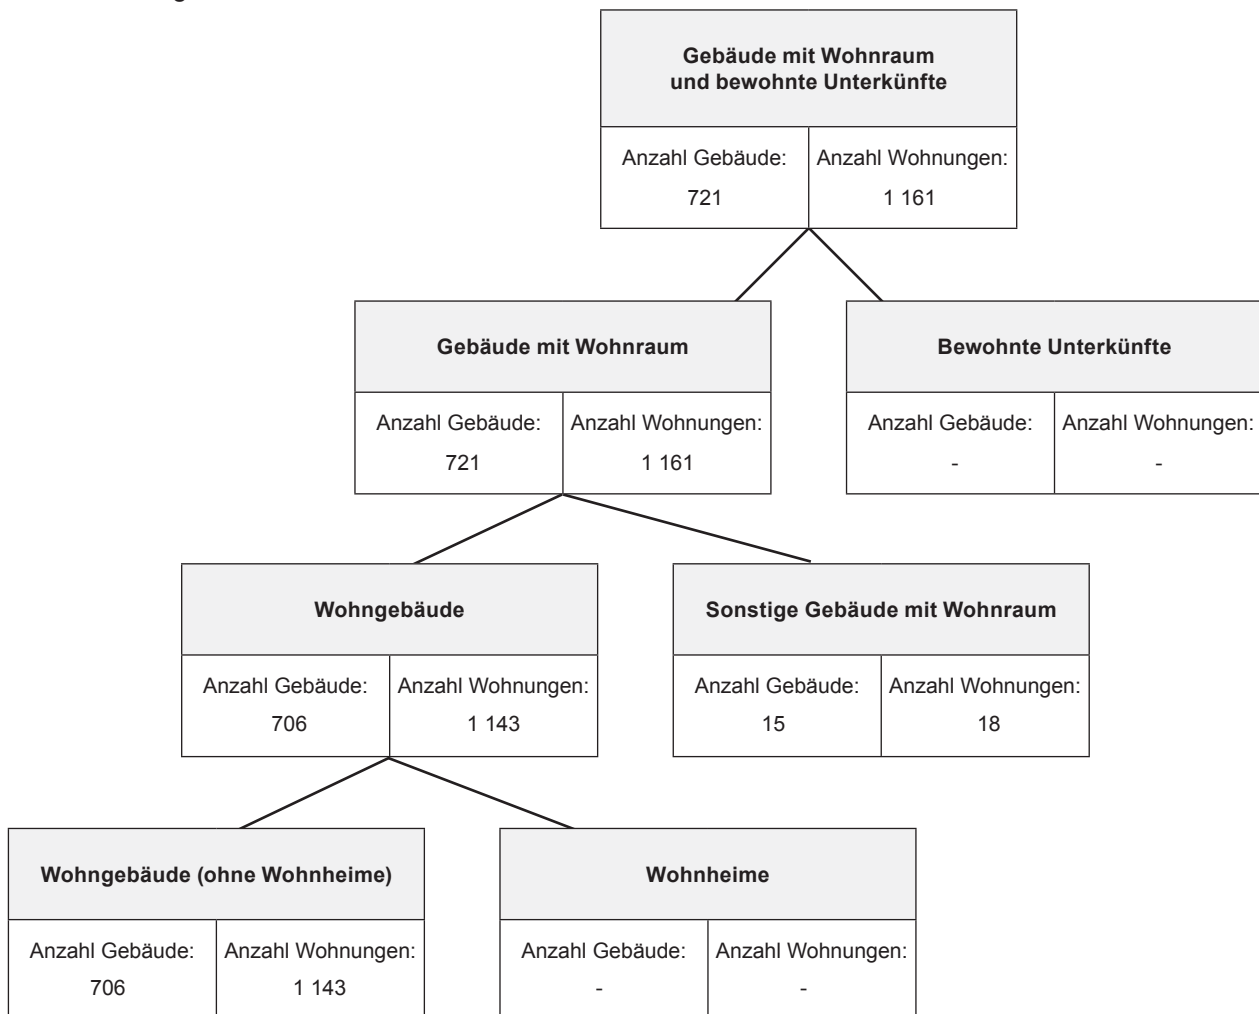 Gebäude mit Wohnraum
und bewohnte Unterkünfte
Anzahl Gebäude: Anzahl Wohnungen:
721 1 161
Gebäude mit Wohnraum
Anzahl Gebäude: Anzahl Wohnungen:
721 1 161
Bewohnte Unterkünfte
Anzahl Gebäude: Anzahl Wohnungen:
- -
Wohngebäude
Anzahl Gebäude: Anzahl Wohnungen:
706 1 143
Sonstige Gebäude mit Wohnraum
Anzahl Gebäude: Anzahl Wohnungen:
15 18
Wohngebäude (ohne Wohnheime)
Anzahl Gebäude: Anzahl Wohnungen:
706 1 143
Wohnheime
Anzahl Gebäude: Anzahl Wohnungen:
- -